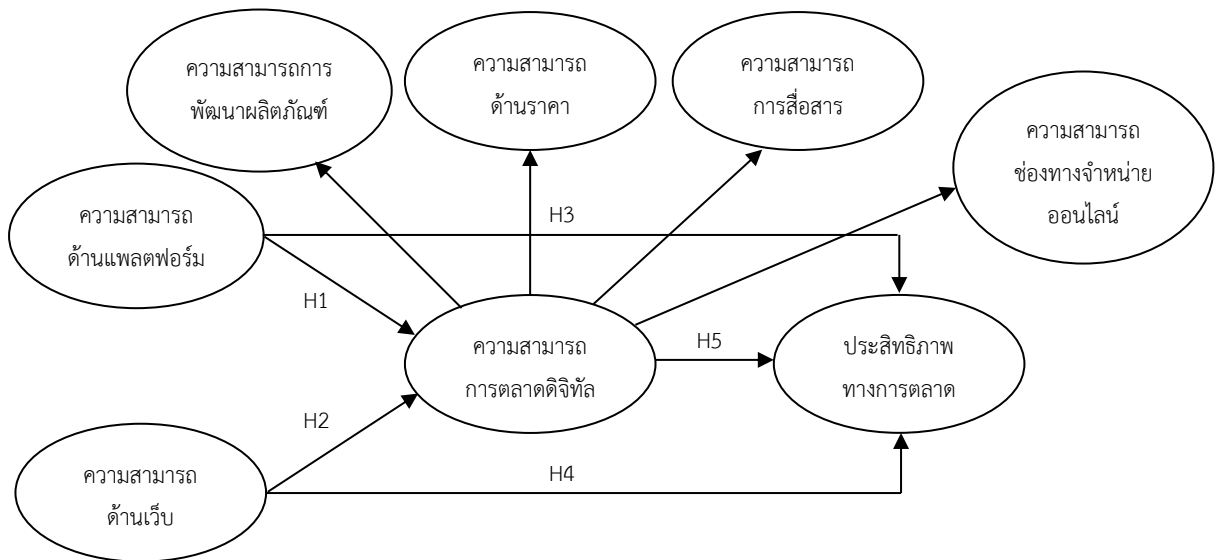 ความสามารถการ
พัฒนาผลิตภัณฑ์
ความสามารถ
ด้านราคา
ความสามารถ
การสื่อสาร
ความสามารถ
ช่องทางจำหน่าย
ออนไลน์
ความสามารถ
ด้านแพลตฟอร์ม
H3
H1
ความสามารถ
การตลาดดิจิทัล
H5
ประสิทธิภาพ
ทางการตลาด
H2
ความสามารถ
ด้านเว็บ
H4